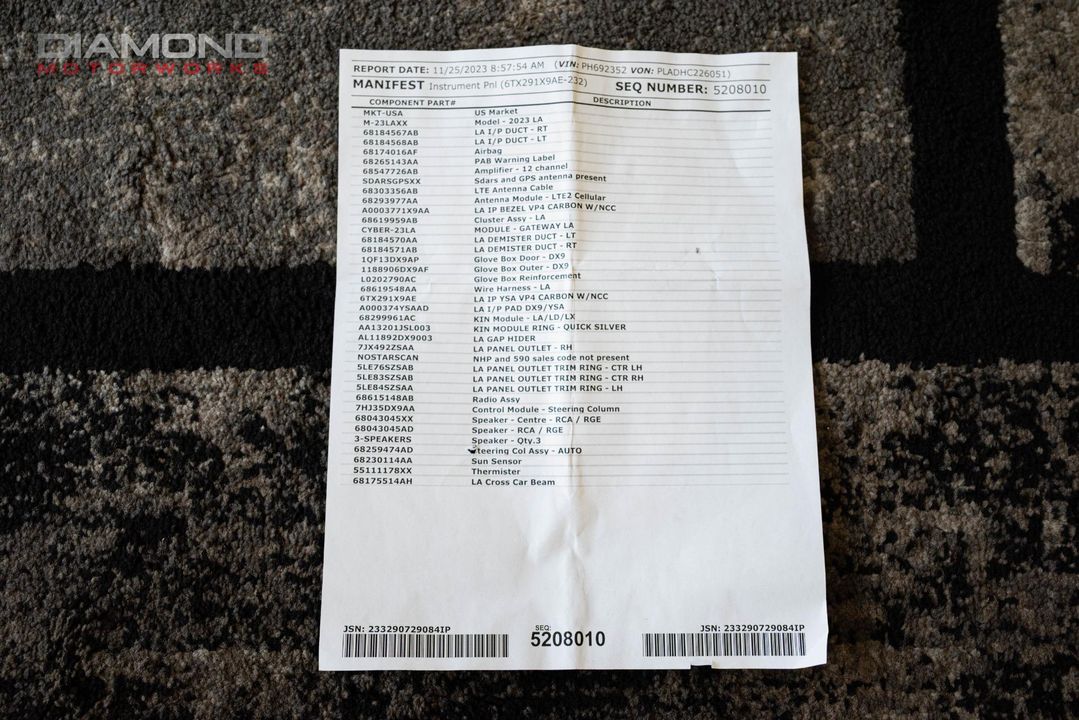 DIAMOND
MOTORWORKS
REPORT DATE: 11/25/2023 8:57:54 AM (VIN: PH692352 VON: PLADHC226051)
MANIFEST Instrument Pnl (6TX291X9AE-232) SEQ NUMBER: 5208010
COMPONENT PART# DESCRIPTION
MKT-USA US Market
M-23LAXX Model - 2023 LA
68184567AB LA I/P DUCT - RT
68184568AB LA I/P DUCT - LT
68174016AF Airbag
68265143AA PAB Warning Label
68547726AB Amplifier - 12 channel
SDARSGPSXX Sdars and GPS antenna present
68303356AB LTE Antenna Cable
68293977AA Antenna Module - LTE2 Cellular
A0003771X9AA LA IP BEZEL VP4 CARBON W/NCC
68619959AB Cluster Assy - LA
CYBER-23LA MODULE - GATEWAY LA
68184570AA LA DEMISTER DUCT - LT
68184571AB LA DEMISTER DUCT - RT
1QF13DX9AP Glove Box Door - DX9
1188906DX9AF Glove Box Outer - DX9
L0202790AC Glove Box Reinforcement
68619548AA Wire Harness - LA
6TX291X9AE LA IP YSA VP4 CARBON W/NCC
A000374YSAAD LA I/P PAD DX9/YSA
68299961AC KIN Module - LA/LD/LX
AA13201JSL003 KIN MODULE RING - QUICK SILVER
AL11892DX9003 LA GAP HIDER
7JX492ZSAA LA PANEL OUTLET - RH
NOSTARSCAN NHP and 590 sales code not present
5LE76SZSAB LA PANEL OUTLET TRIM RING - CTR LH
5LE83SZSAB LA PANEL OUTLET TRIM RING - CTR RH
5LE84SZSAA LA PANEL OUTLET TRIM RING - LH
68615148AB Radio Assy
7HJ35DX9AA Control Module - Steering Column
68043045XX Speaker - Centre - RCA / RGE
68043045AD Speaker - RCA / RGE
3-SPEAKERS Speaker - Qty.3
68259474AD Steering Col Assy - AUTO
68230114AA Sun Sensor
55111178XX Thermister
68175514AH LA Cross Car Beam
JSN: 233290729084IP SEQ: JSN: 233290729084IP
5208010